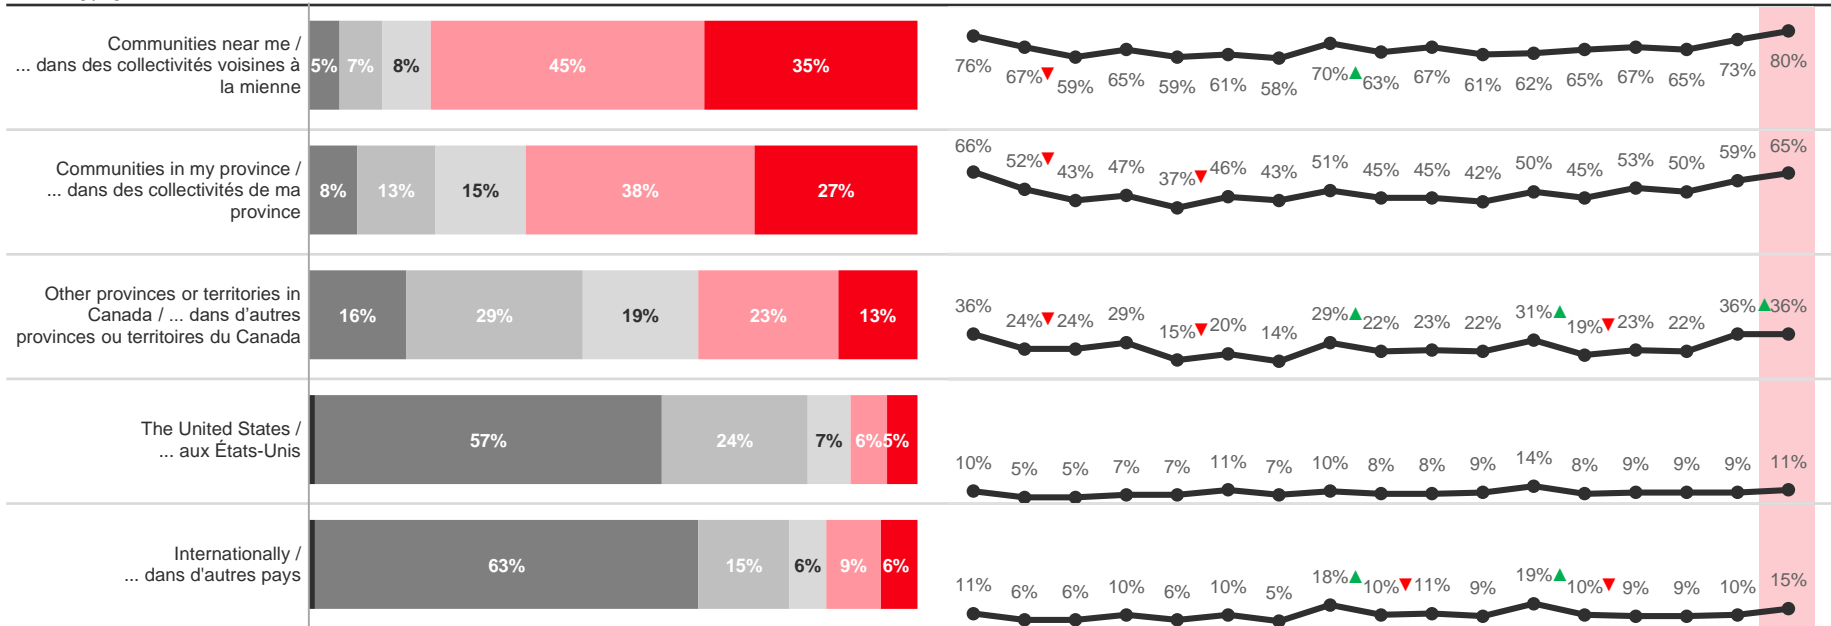 Communities near me /
... dans des collectivités voisines à
la mienne
5% 7% 8% 45% 35%
76% 67% 59% 65% 59% 61% 58% 70% 63% 67% 61% 62% 65% 67% 65% 73% 80%
Communities in my province /
... dans des collectivités de ma
province
8% 13% 15% 38% 27%
66% 52% 43% 47% 37% 46% 43% 51% 45% 45% 42% 50% 45% 53% 50% 59% 65%
Other provinces or territories in
Canada / ... dans d'autres
provinces ou territoires du Canada
16% 29% 19% 23% 13%
36% 24% 24% 29% 15% 20% 14% 29% 22% 23% 22% 31% 19% 23% 22% 36% 36%
The United States /
... aux États-Unis
57% 24% 7% 6% 5%
10% 5% 5% 7% 7% 11% 7% 10% 8% 8% 9% 14% 8% 9% 9% 9% 11%
Internationally /
... dans d'autres pays
63% 15% 6% 9% 6%
11% 6% 6% 10% 6% 10% 5% 18% 10% 11% 9% 19% 10% 9% 9% 10% 15%